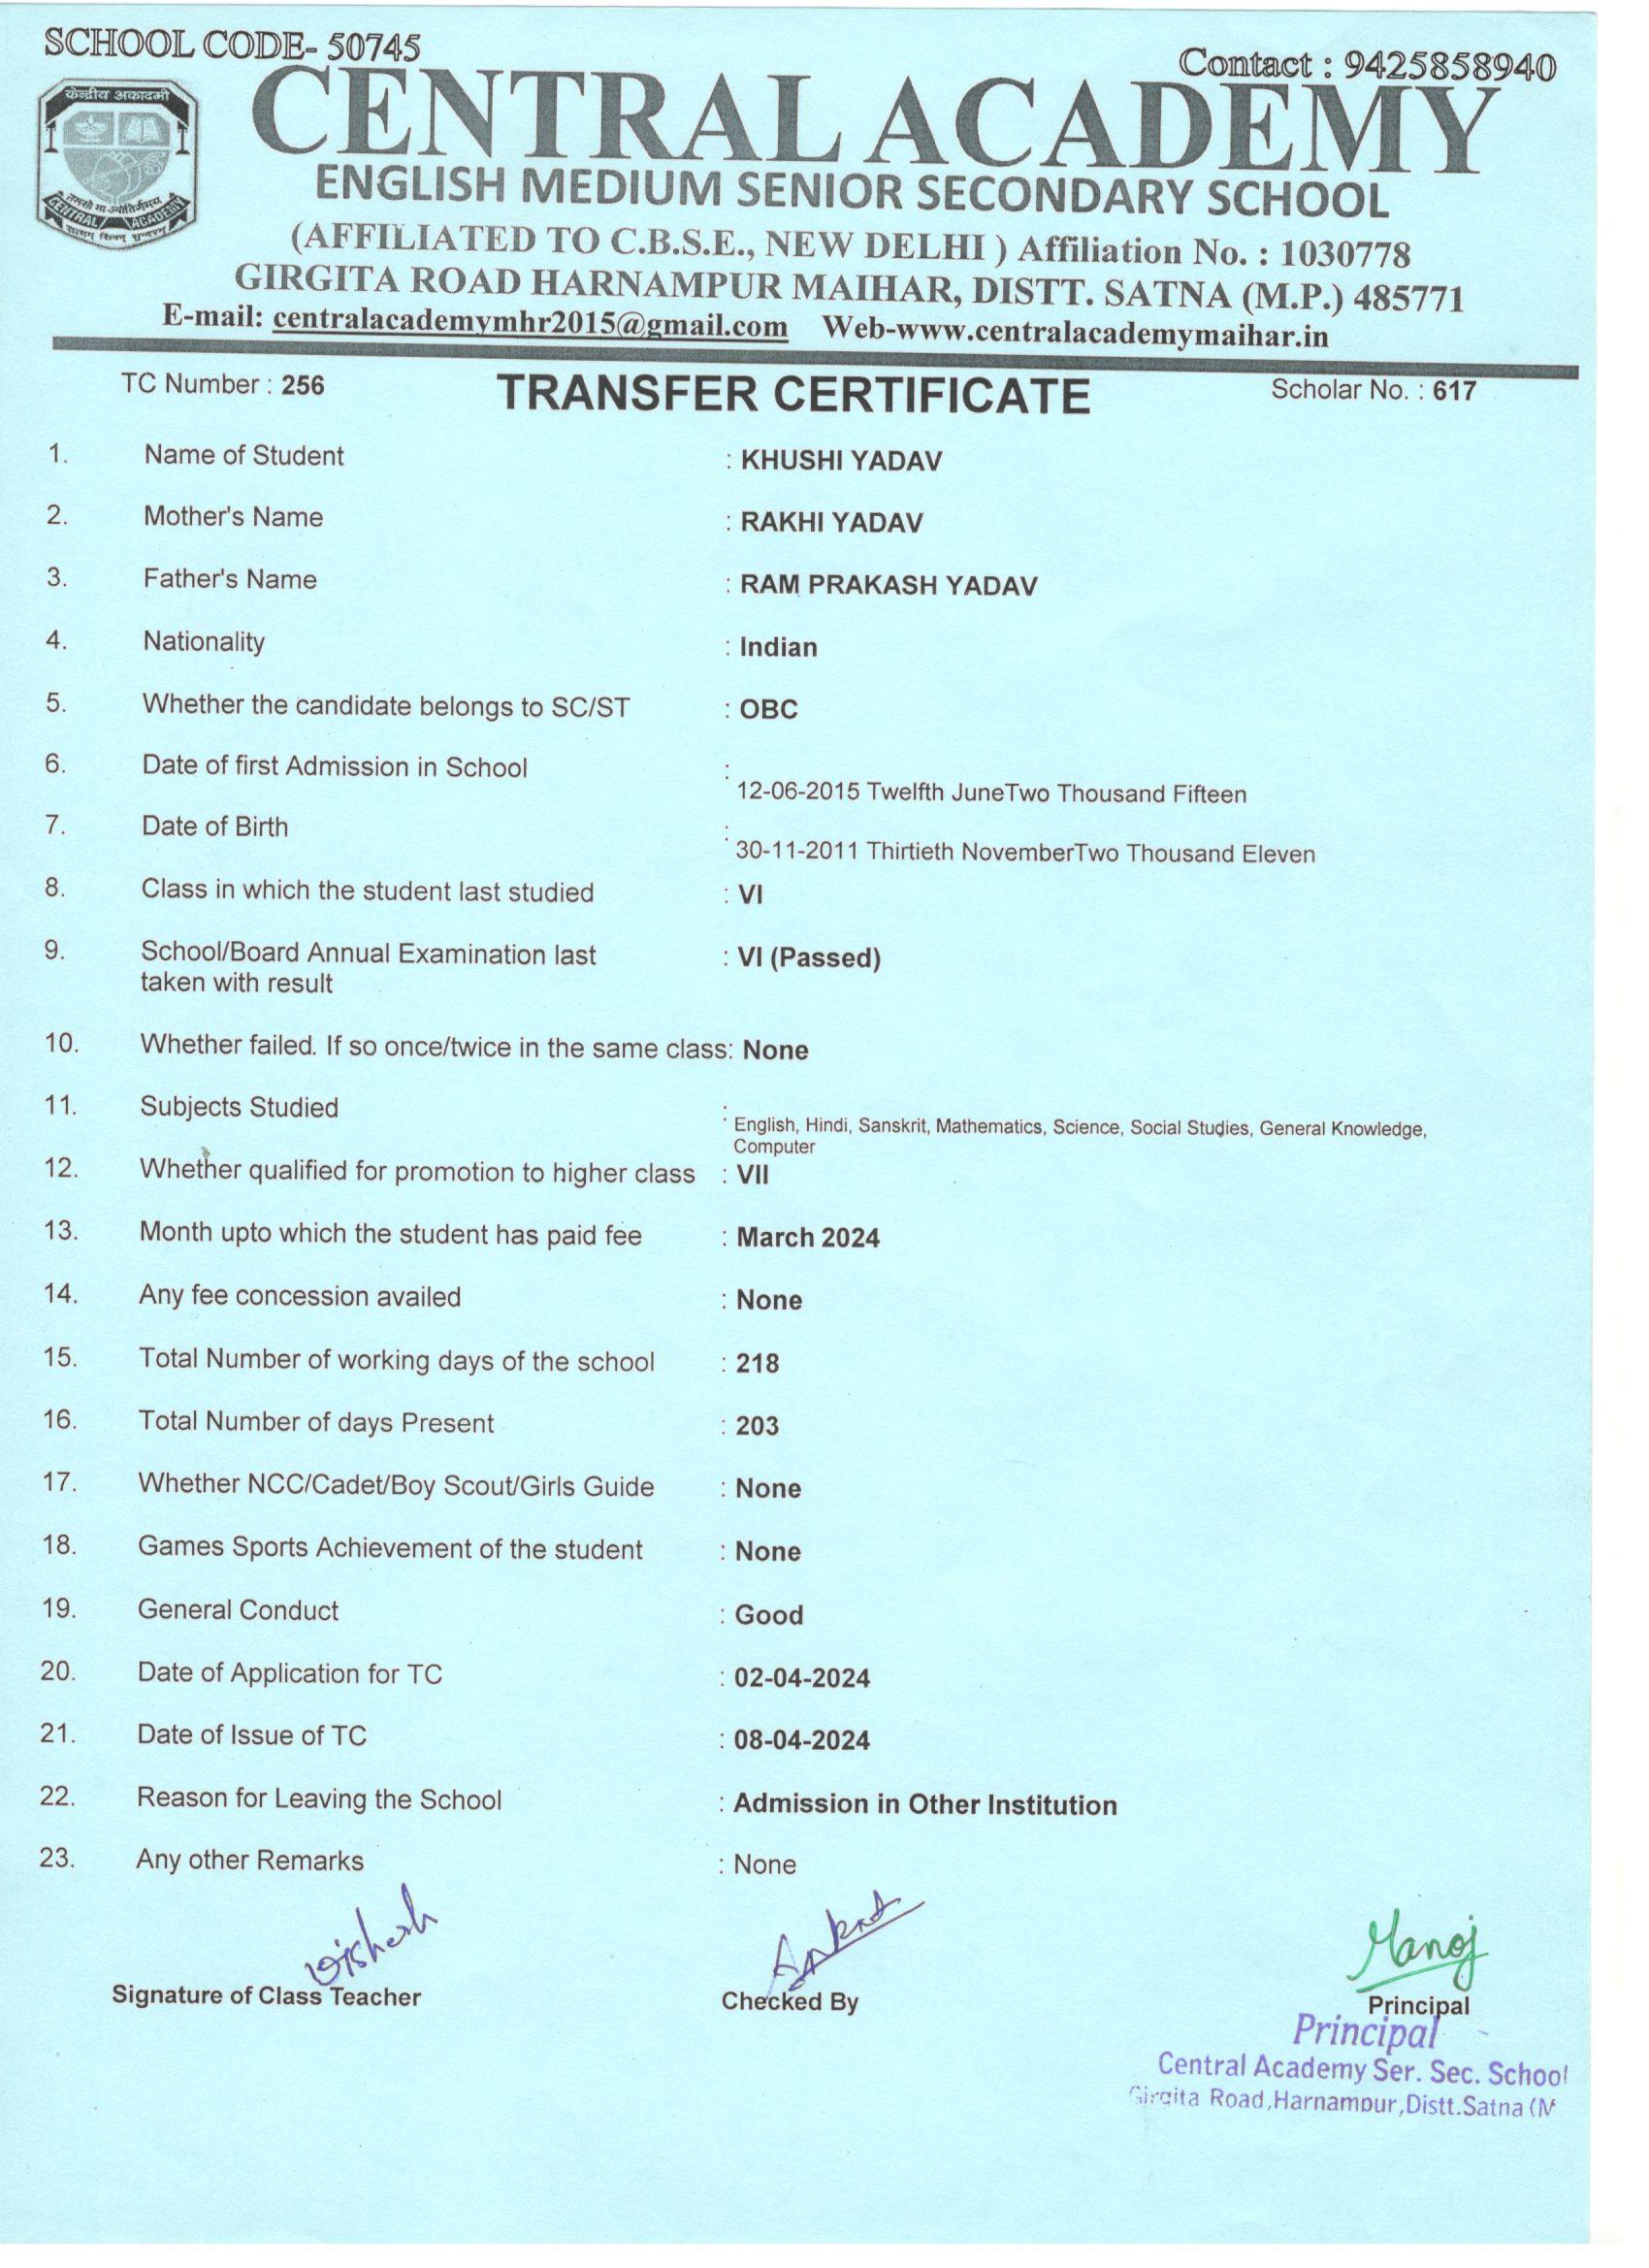 SCHOOL CODE- 50745
Contact : 9425858940
केन्द्रीय अकादमी
तमसो मा ज्योतिर्गमय
CENTRAL ACADEMY
सत्यम् शिवम् सुन्दरम्
CENTRAL ACADEMY
ENGLISH MEDIUM SENIOR SECONDARY SCHOOL
(AFFILIATED TO C.B.S.E., NEW DELHI ) Affiliation No. : 1030778
GIRGITA ROAD HARNAMPUR MAIHAR, DISTT. SATNA (M.P.) 485771
E-mail: centralacademymhr2015@gmail.com Web-www.centralacademymaihar.in
TC Number : 256 TRANSFER CERTIFICATE Scholar No. : 617
1. Name of Student : KHUSHI YADAV
2. Mother's Name : RAKHI YADAV
3. Father's Name : RAM PRAKASH YADAV
4. Nationality : Indian
5. Whether the candidate belongs to SC/ST : OBC
6. Date of first Admission in School :
12-06-2015 Twelfth JuneTwo Thousand Fifteen
7. Date of Birth :
30-11-2011 Thirtieth NovemberTwo Thousand Eleven
8. Class in which the student last studied : VI
9. School/Board Annual Examination last : VI (Passed)
taken with result
10. Whether failed. If so once/twice in the same class: None
11. Subjects Studied :
English, Hindi, Sanskrit, Mathematics, Science, Social Studies, General Knowledge,
Computer
12. Whether qualified for promotion to higher class : VII
13. Month upto which the student has paid fee : March 2024
14. Any fee concession availed : None
15. Total Number of working days of the school : 218
16. Total Number of days Present : 203
17. Whether NCC/Cadet/Boy Scout/Girls Guide : None
18. Games Sports Achievement of the student : None
19. General Conduct : Good
20. Date of Application for TC : 02-04-2024
21. Date of Issue of TC : 08-04-2024
22. Reason for Leaving the School : Admission in Other Institution
23. Any other Remarks : None
Manoj
Signature of Class Teacher Checked By Principal
Principal
Central Academy Ser. Sec. School
Girgita Road,Harnampur,Distt.Satna (M